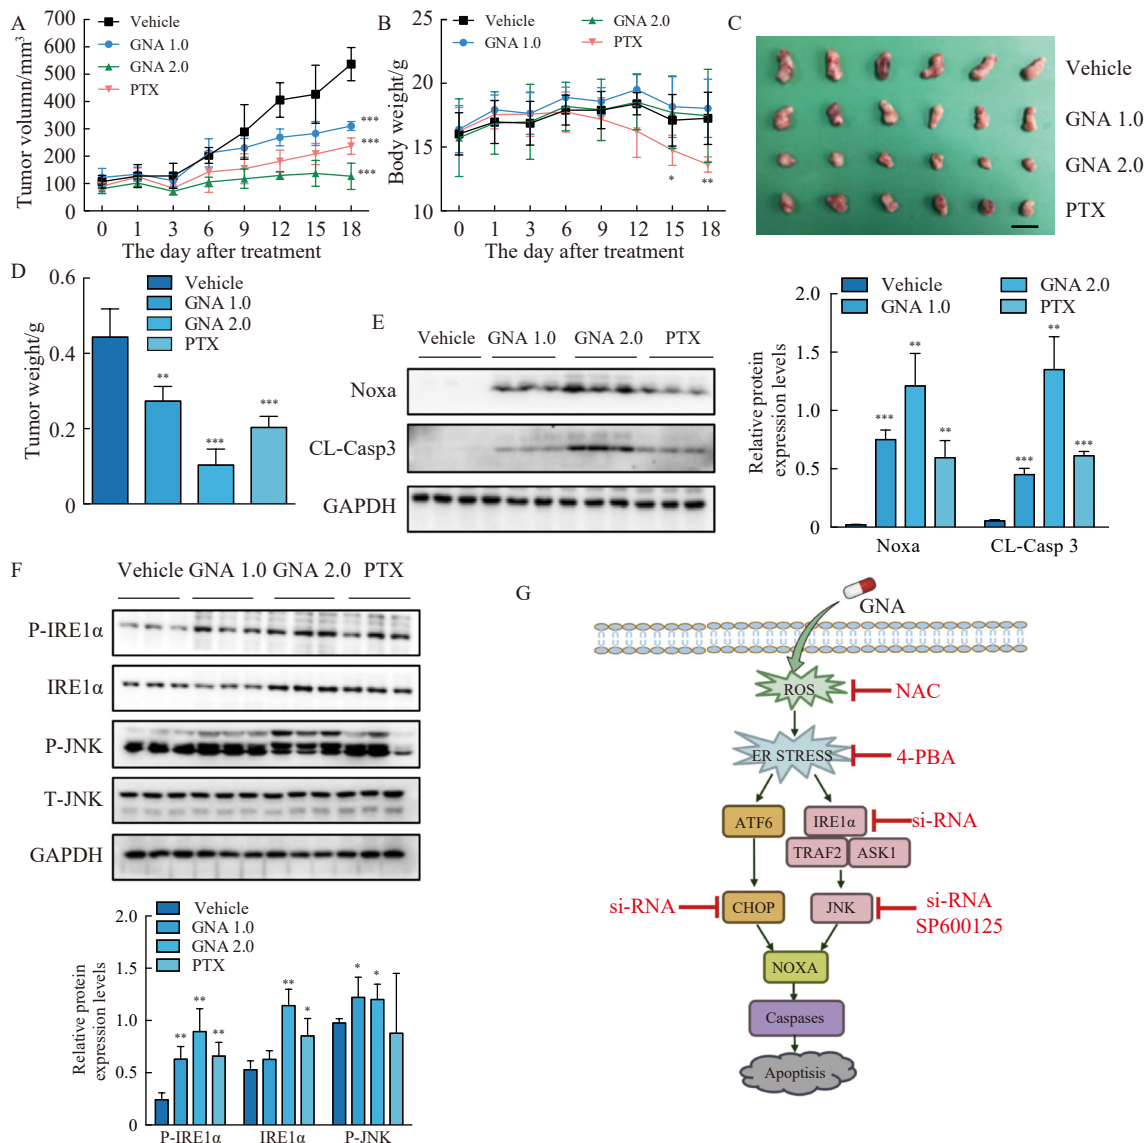 A
Tumor volumn/mm³
700
600
500
400
300
200
100
0
0 1 3 6 9 12 15 18
The day after treatment
Vehicle
GNA 1.0
GNA 2.0
PTX
***
***
***
B
Body weight/g
25
20
15
10
0 1 3 6 9 12 15 18
The day after treatment
Vehicle
GNA 1.0
GNA 2.0
PTX
*
**
C
Vehicle
GNA 1.0
GNA 2.0
PTX
D
Tumor weight/g
0.6
0.4
0.2
0
Vehicle
GNA 1.0
GNA 2.0
PTX
**
***
***
E
Vehicle GNA 1.0 GNA 2.0 PTX
Noxa
CL-Casp3
GAPDH
Vehicle
GNA 1.0
GNA 2.0
PTX
Relative protein
expression levels
2.0
1.5
1.0
0.5
0
***
**
**
***
**
***
Noxa CL-Casp 3
F
Vehicle GNA 1.0 GNA 2.0 PTX
P-IRE1α
IRE1α
P-JNK
T-JNK
GAPDH
Vehicle
GNA 1.0
GNA 2.0
PTX
Relative protein
expression levels
2.0
1.5
1.0
0.5
0
**
**
**
**
*
*
*
P-IRE1α IRE1α P-JNK
G
GNA
ROS
NAC
ER STRESS
4-PBA
ATF6
IRE1α
si-RNA
TRAF2
ASK1
si-RNA
CHOP
JNK
si-RNA
SP600125
NOXA
Caspases
Apoptisis